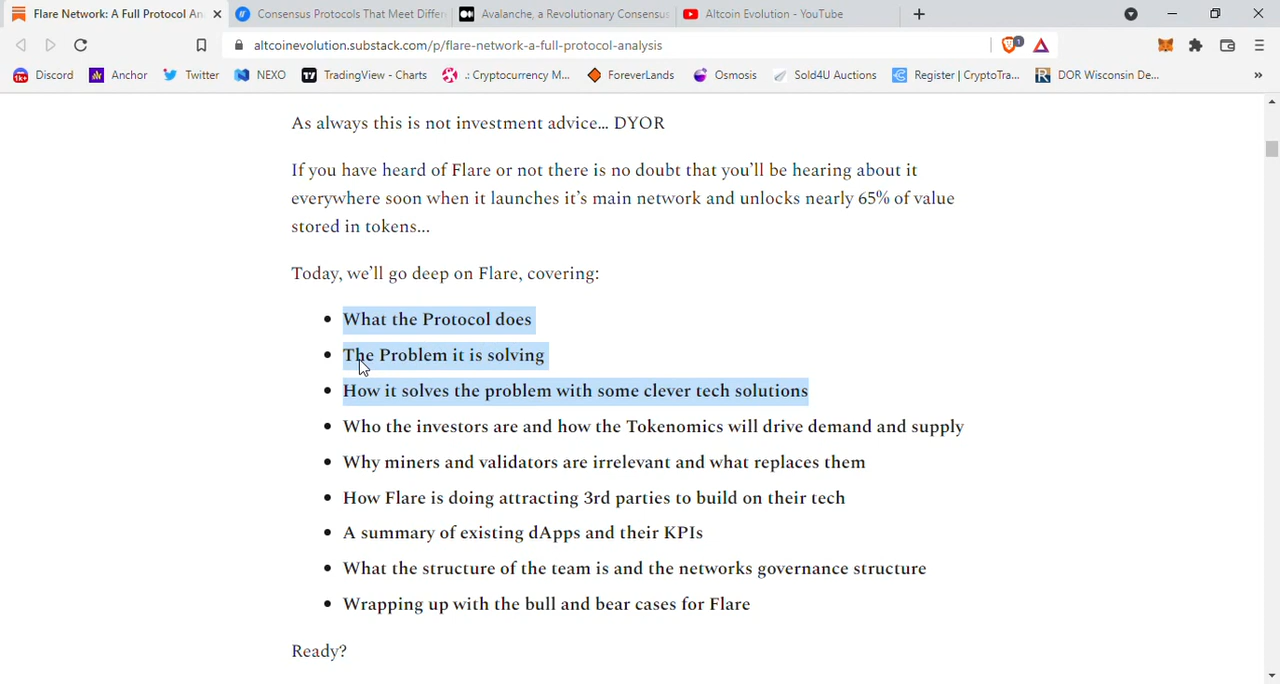 Flare Network: A Full Protocol An
Consensus Protocols That Meet Differ
Avalanche, a Revolutionary Consensus
Altcoin Evolution - YouTube
altcoinevolution.substack.com/p/flare-network-a-full-protocol-analysis
1
Discord
Anchor
Twitter
NEXO
TradingView - Charts
.: Cryptocurrency M...
ForeverLands
Osmosis
Sold4U Auctions
Register | CryptoTra...
DOR Wisconsin De...
»
As always this is not investment advice... DYOR
If you have heard of Flare or not there is no doubt that you'll be hearing about it
everywhere soon when it launches it's main network and unlocks nearly 65% of value
stored in tokens...
Today, we'll go deep on Flare, covering:
• What the Protocol does
• The Problem it is solving
• How it solves the problem with some clever tech solutions
• Who the investors are and how the Tokenomics will drive demand and supply
• Why miners and validators are irrelevant and what replaces them
• How Flare is doing attracting 3rd parties to build on their tech
• A summary of existing dApps and their KPIs
• What the structure of the team is and the networks governance structure
• Wrapping up with the bull and bear cases for Flare
Ready?